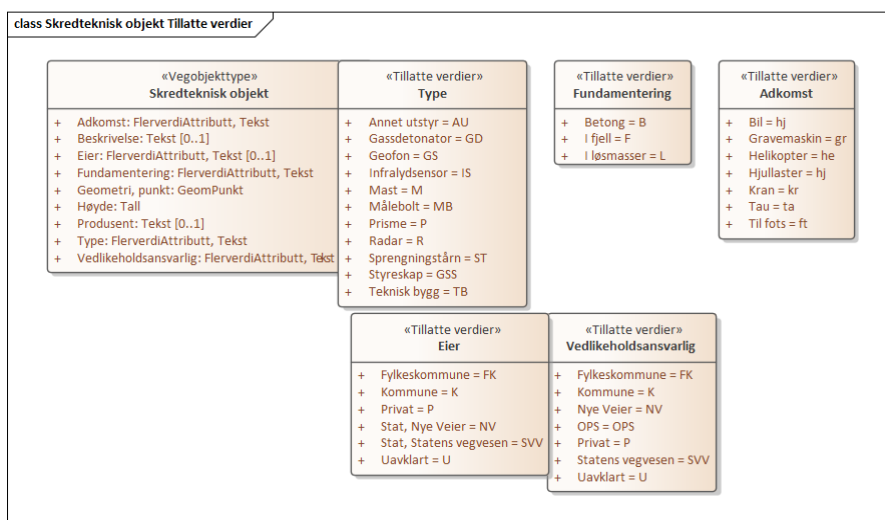 class Skredteknisk objekt Tillatte verdier
«Vegobjekttype»
Skredteknisk objekt
+ Adkomst: FlerverdiAttributt, Tekst
+ Beskrivelse: Tekst [0..1]
+ Eier: FlerverdiAttributt, Tekst [0..1]
+ Fundamentering: FlerverdiAttributt, Tekst
+ Geometri, punkt: GeomPunkt
+ Høyde: Tall
+ Produsent: Tekst [0..1]
+ Type: FlerverdiAttributt, Tekst
+ Vedlikeholdsansvarlig: FlerverdiAttributt, Tekst
«Tillatte verdier»
Type
+ Annet utstyr = AU
+ Gassdetonator = GD
+ Geofon = GS
+ Infralydsensor = IS
+ Mast = M
+ Målebolt = MB
+ Prisme = P
+ Radar = R
+ Sprengningstårn = ST
+ Styreskap = GSS
+ Teknisk bygg = TB
«Tillatte verdier»
Fundamentering
+ Betong = B
+ I fjell = F
+ I løsmasser = L
«Tillatte verdier»
Adkomst
+ Bil = hj
+ Gravemaskin = gr
+ Helikopter = he
+ Hjullaster = hj
+ Kran = kr
+ Tau = ta
+ Til fots = ft
«Tillatte verdier»
Eier
+ Fylkeskommune = FK
+ Kommune = K
+ Privat = P
+ Stat, Nye Veier = NV
+ Stat, Statens vegvesen = SVV
+ Uavklart = U
«Tillatte verdier»
Vedlikeholdsansvarlig
+ Fylkeskommune = FK
+ Kommune = K
+ Nye Veier = NV
+ OPS = OPS
+ Privat = P
+ Statens vegvesen = SVV
+ Uavklart = U